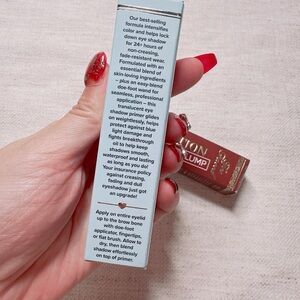 Our best-selling
formula intensifies
color and helps lock
down eye shadow
for 24+ hours of
non-creasing,
fade-resistant wear.
Formulated with an
essential blend of
skin-loving ingredients
– plus an easy-blend
doe-foot wand for
seamless, professional
application – this
translucent eye
shadow primer glides
on weightlessly, helps
protect against blue
light damage and
fights breakthrough
oil to help keep
shadows smooth,
waterproof and lasting
as long as you do!
Your insurance policy
against creasing,
fading and dull
eyeshadow just got
an upgrade!
Apply on entire eyelid
up to the brow bone
with doe-foot
applicator, fingertips,
or flat brush. Allow to
dry, then blend
shadow effortlessly
on top of primer.
TION
PLUMP